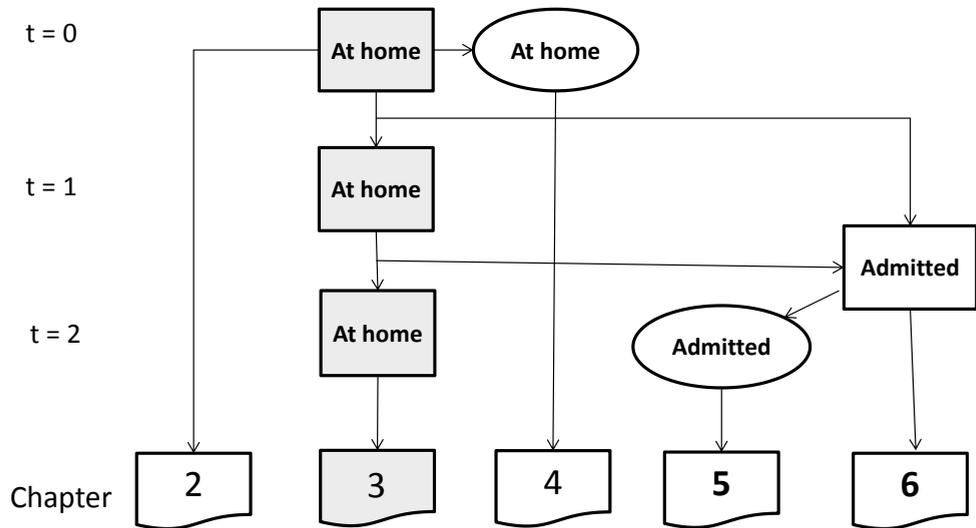 t = 0
At home
At home
t = 1
At home
Admitted
t = 2
At home
Admitted
Chapter
2
3
4
5
6